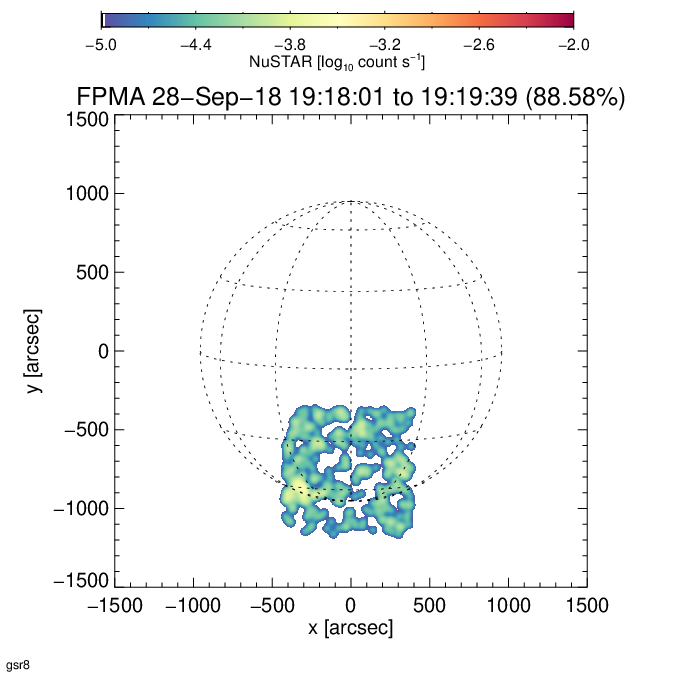 −5.0 −4.4 −3.8 −3.2 −2.6 −2.0
NuSTAR [log₁₀ count s⁻¹]
FPMA 28−Sep−18 19:18:01 to 19:19:39 (88.58%)
1500
1000
500
0
−500
−1000
−1500
y [arcsec]
−1500 −1000 −500 0 500 1000 1500
x [arcsec]
gsr8